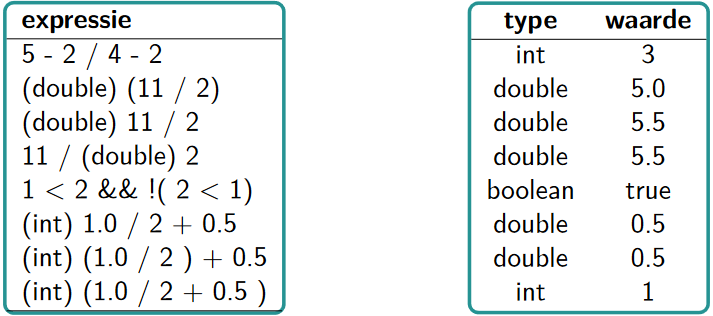 expressie
5 - 2 / 4 - 2
(double) (11 / 2)
(double) 11 / 2
11 / (double) 2
1 < 2 && !( 2 < 1)
(int) 1.0 / 2 + 0.5
(int) (1.0 / 2 ) + 0.5
(int) (1.0 / 2 + 0.5 )
type waarde
int 3
double 5.0
double 5.5
double 5.5
boolean true
double 0.5
double 0.5
int 1